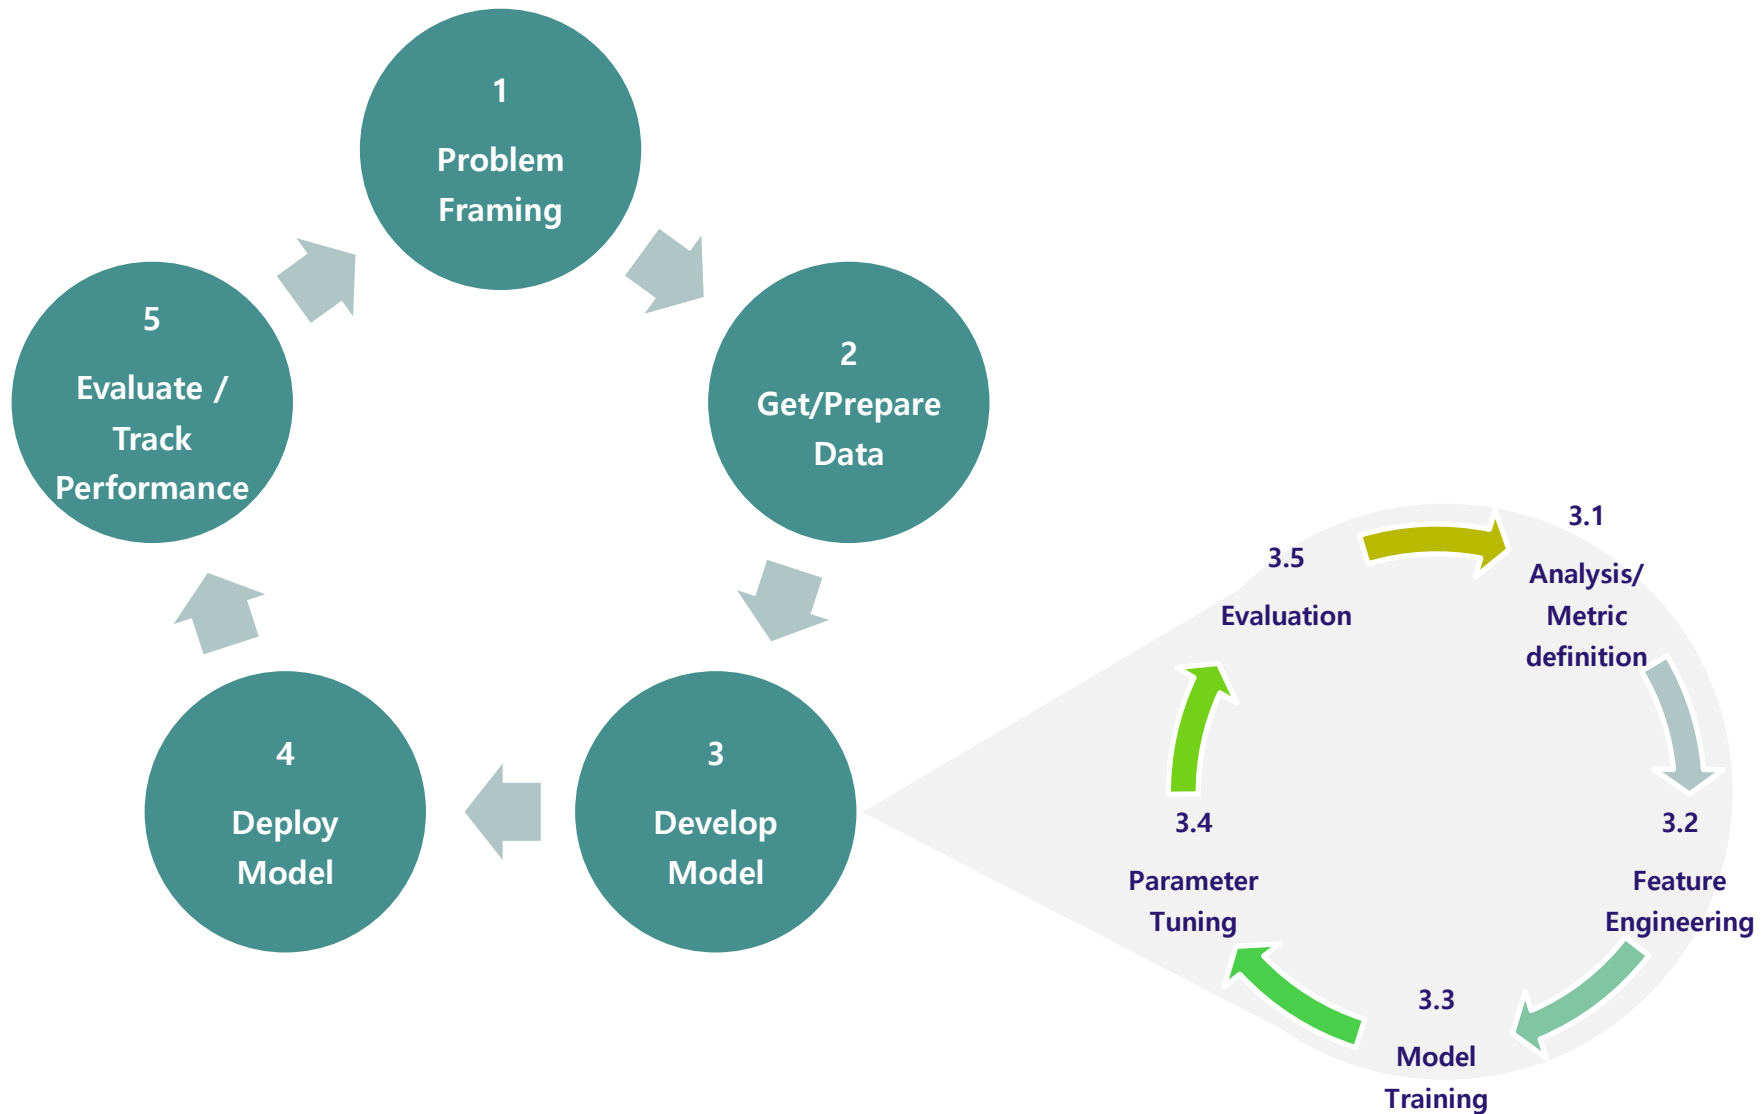 1
Problem
Framing
2
Get/Prepare
Data
3
Develop
Model
4
Deploy
Model
5
Evaluate /
Track
Performance
3.1
Analysis/
Metric
definition
3.2
Feature
Engineering
3.3
Model
Training
3.4
Parameter
Tuning
3.5
Evaluation